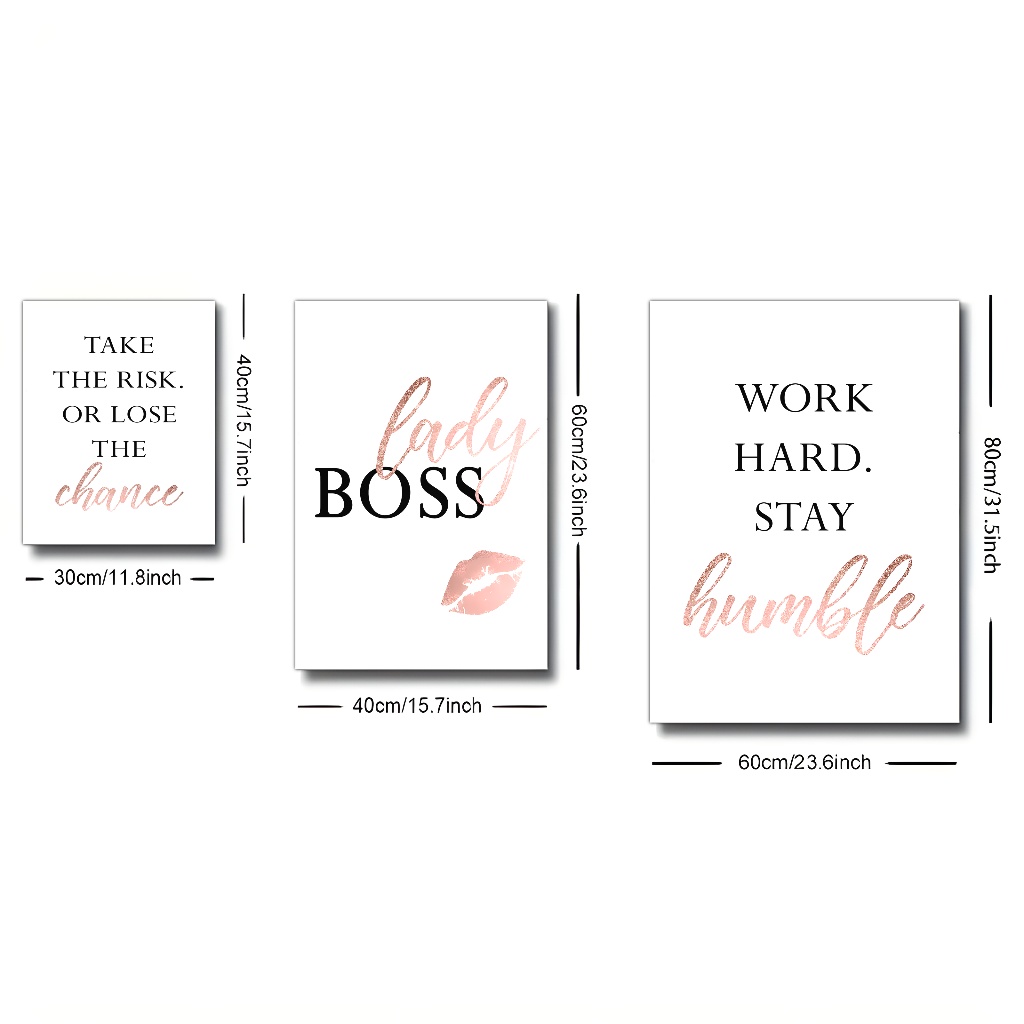 TAKE
THE RISK.
OR LOSE
THE
chance
40cm/15.7inch
30cm/11.8inch
lady
BOSS
60cm/23.6inch
40cm/15.7inch
WORK
HARD.
STAY
humble
80cm/31.5inch
60cm/23.6inch